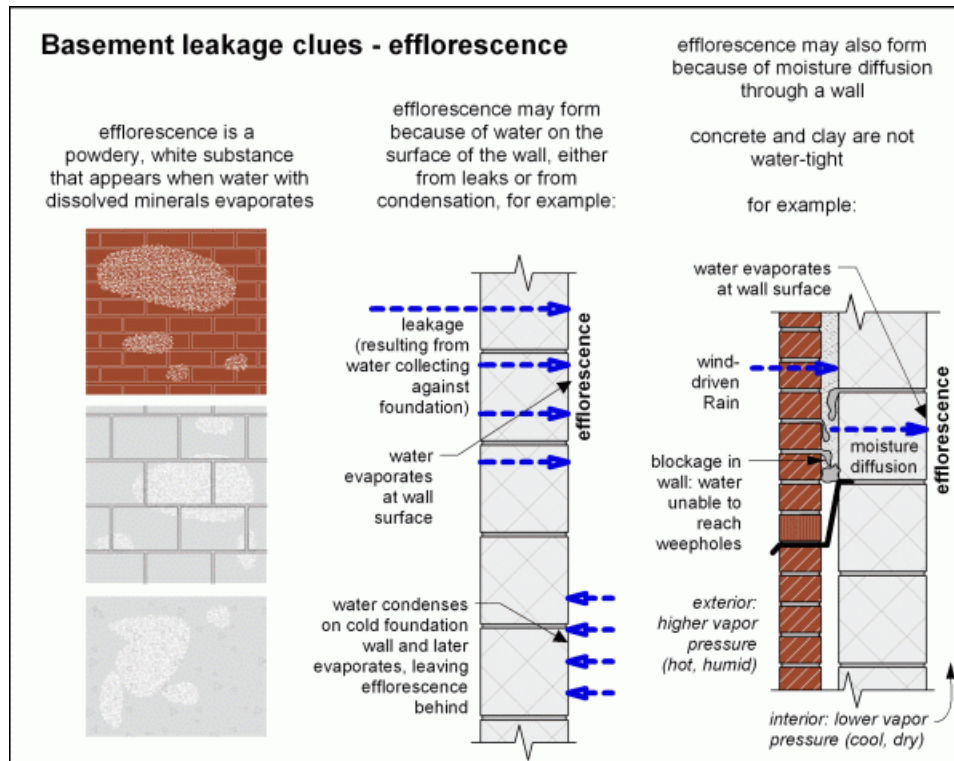 Basement leakage clues - efflorescence
efflorescence is a
powdery, white substance
that appears when water with
dissolved minerals evaporates
efflorescence may form
because of water on the
surface of the wall, either
from leaks or from
condensation, for example:
leakage
(resulting from
water collecting
against
foundation)
efflorescence
water
evaporates
at wall
surface
water condenses
on cold foundation
wall and later
evaporates, leaving
efflorescence
behind
efflorescence may also form
because of moisture diffusion
through a wall
concrete and clay are not
water-tight
for example:
water evaporates
at wall surface
wind-
driven
Rain
moisture
diffusion
efflorescence
blockage in
wall: water
unable to
reach
weepholes
exterior:
higher vapor
pressure
(hot, humid)
interior: lower vapor
pressure (cool, dry)